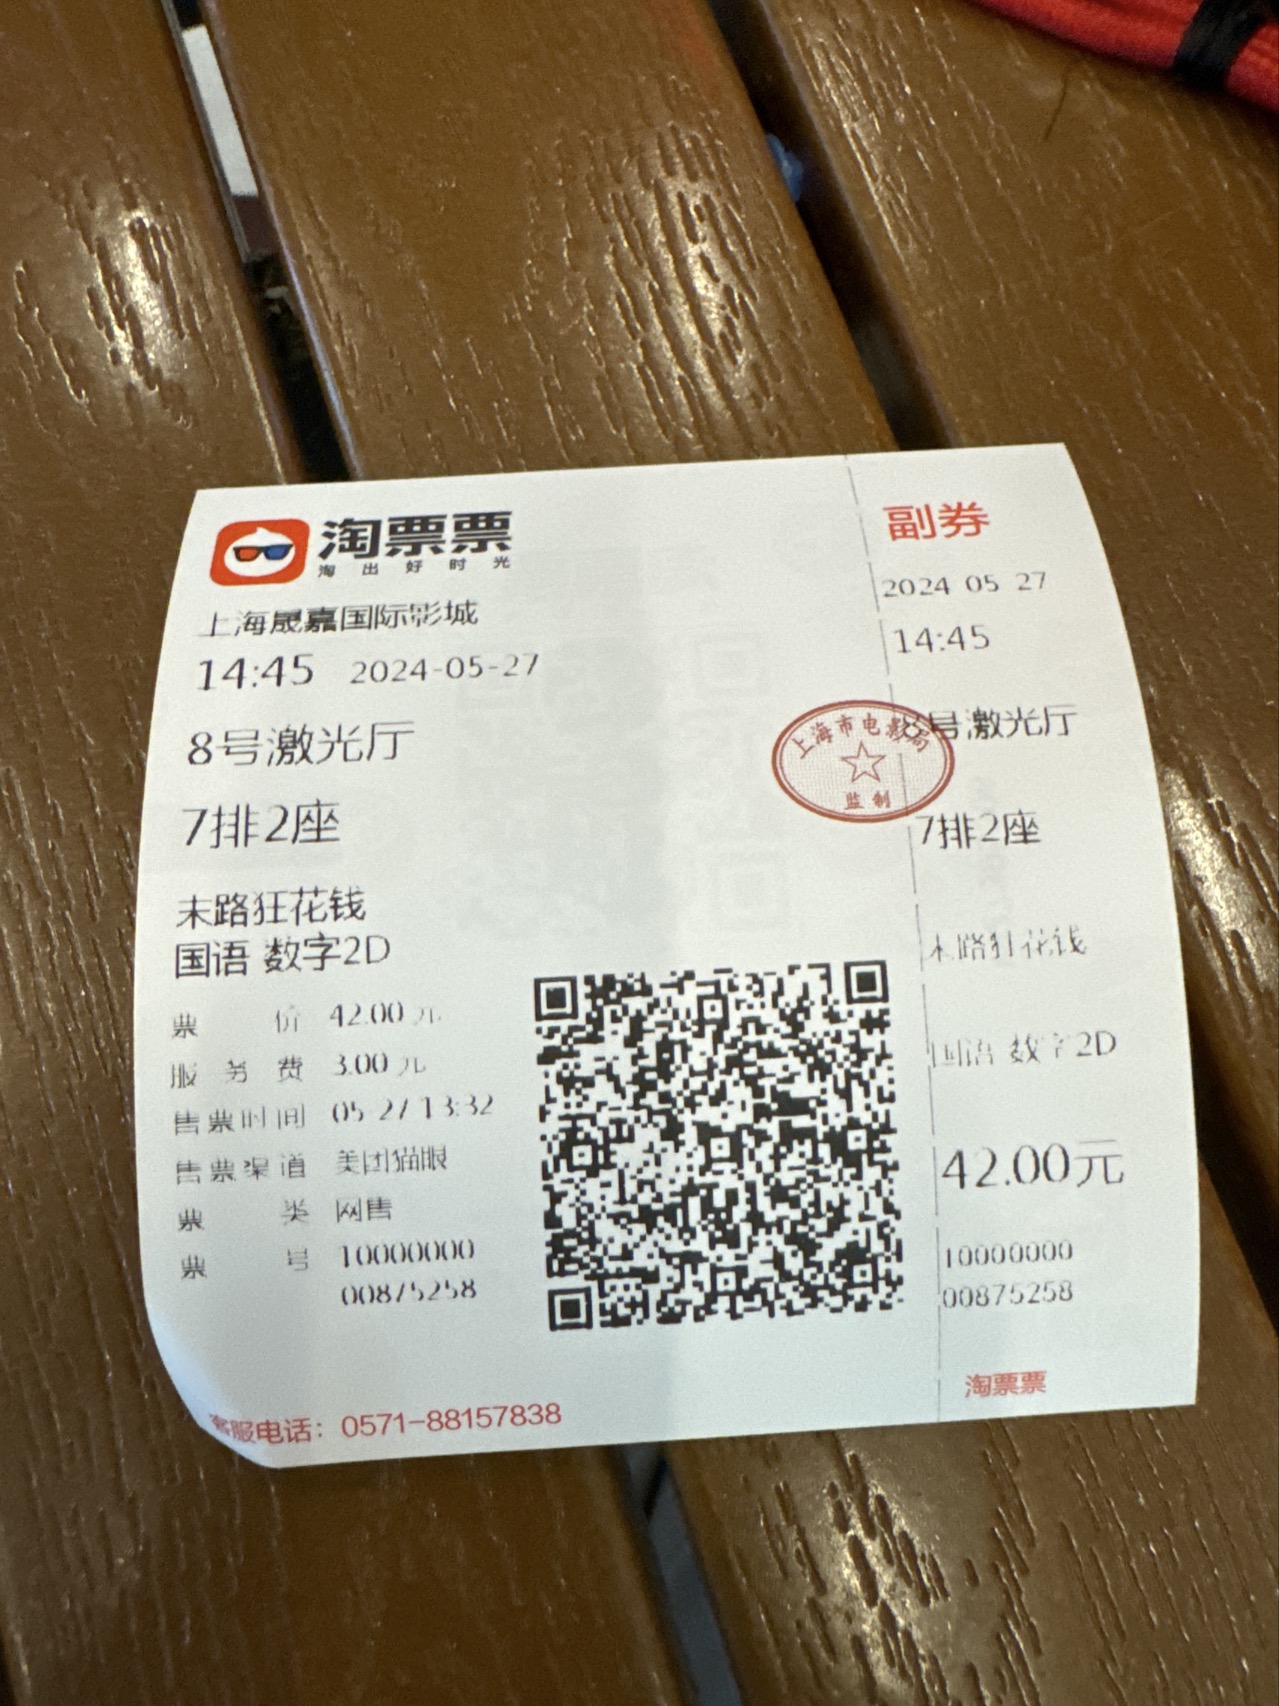 淘票票
淘出好时光
上海晟嘉国际影城
14:45 2024-05-27
8号激光厅
7排2座
末路狂花钱
国语 数字2D
票价 42.00 元
服务费 3.00 元
售票时间 05-27 13:32
售票渠道 美团猫眼
票类 网售
票号 10000000
00875258
客服电话：0571-88157838
上海市电影局
监制
副券
2024 05 27
14:45
8号激光厅
7排2座
末路狂花钱
国语 数字2D
42.00元
10000000
00875258
淘票票